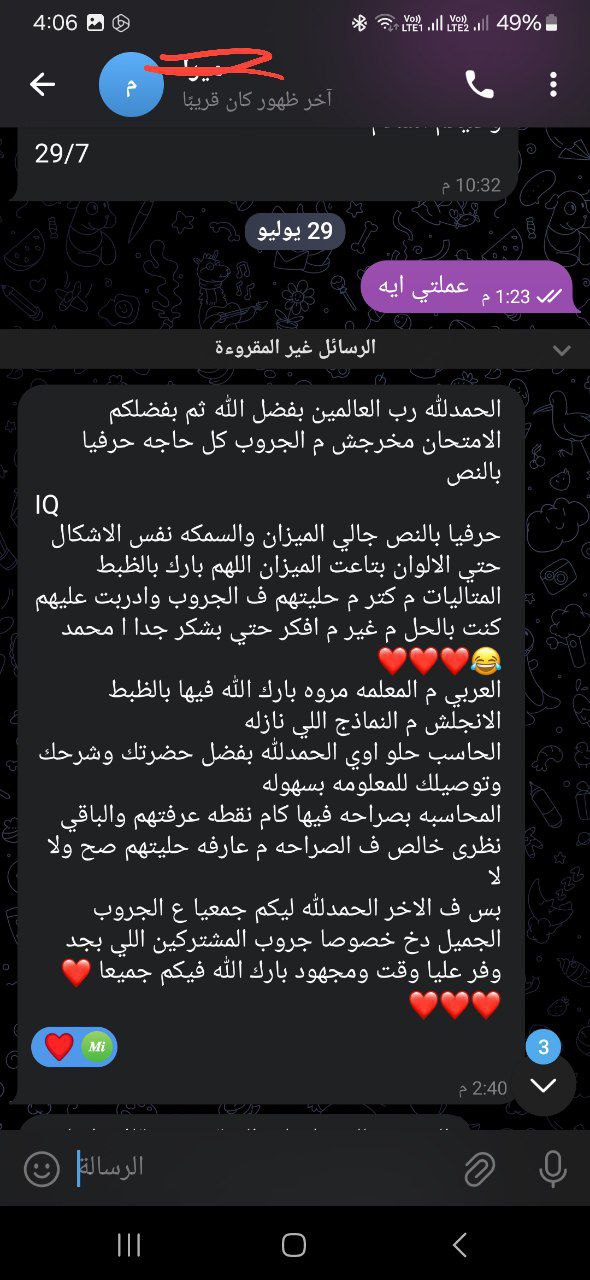 4:06
Vo))
LTE1
Vo))
LTE2
49%
م
آخر ظهور كان قريبًا
29/7
10:32 م
29 يوليو
عملتي ايه
1:23 م
الرسائل غير المقروءة
الحمدلله رب العالمين بفضل الله ثم بفضلكم
الامتحان مخرجش م الجروب كل حاجه حرفيا
بالنص
IQ
حرفيا بالنص جالي الميزان والسمكه نفس الاشكال
حتي الالوان بتاعت الميزان اللهم بارك بالظبط
المتاليات م كتر م حليتهم ف الجروب وادربت عليهم
كنت بالحل م غير م افكر حتي بشكر جدا ا محمد
😂❤️❤️❤️
العربي م المعلمه مروه بارك الله فيها بالظبط
الانجلش م النماذج اللي نازله
الحاسب حلو اوي الحمدلله بفضل حضرتك وشرحك
وتوصيلك للمعلومه بسهوله
المحاسبه بصراحه فيها كام نقطه عرفتهم والباقي
نظرى خالص ف الصراحه م عارفه حليتهم صح ولا
لا
بس ف الاخر الحمدلله ليكم جمعيا ع الجروب
الجميل دخ خصوصا جروب المشتركين اللي بجد
وفر عليا وقت ومجهود بارك الله فيكم جميعا ❤️
❤️❤️❤️
❤️ Mi
2:40 م
3
الرسالة